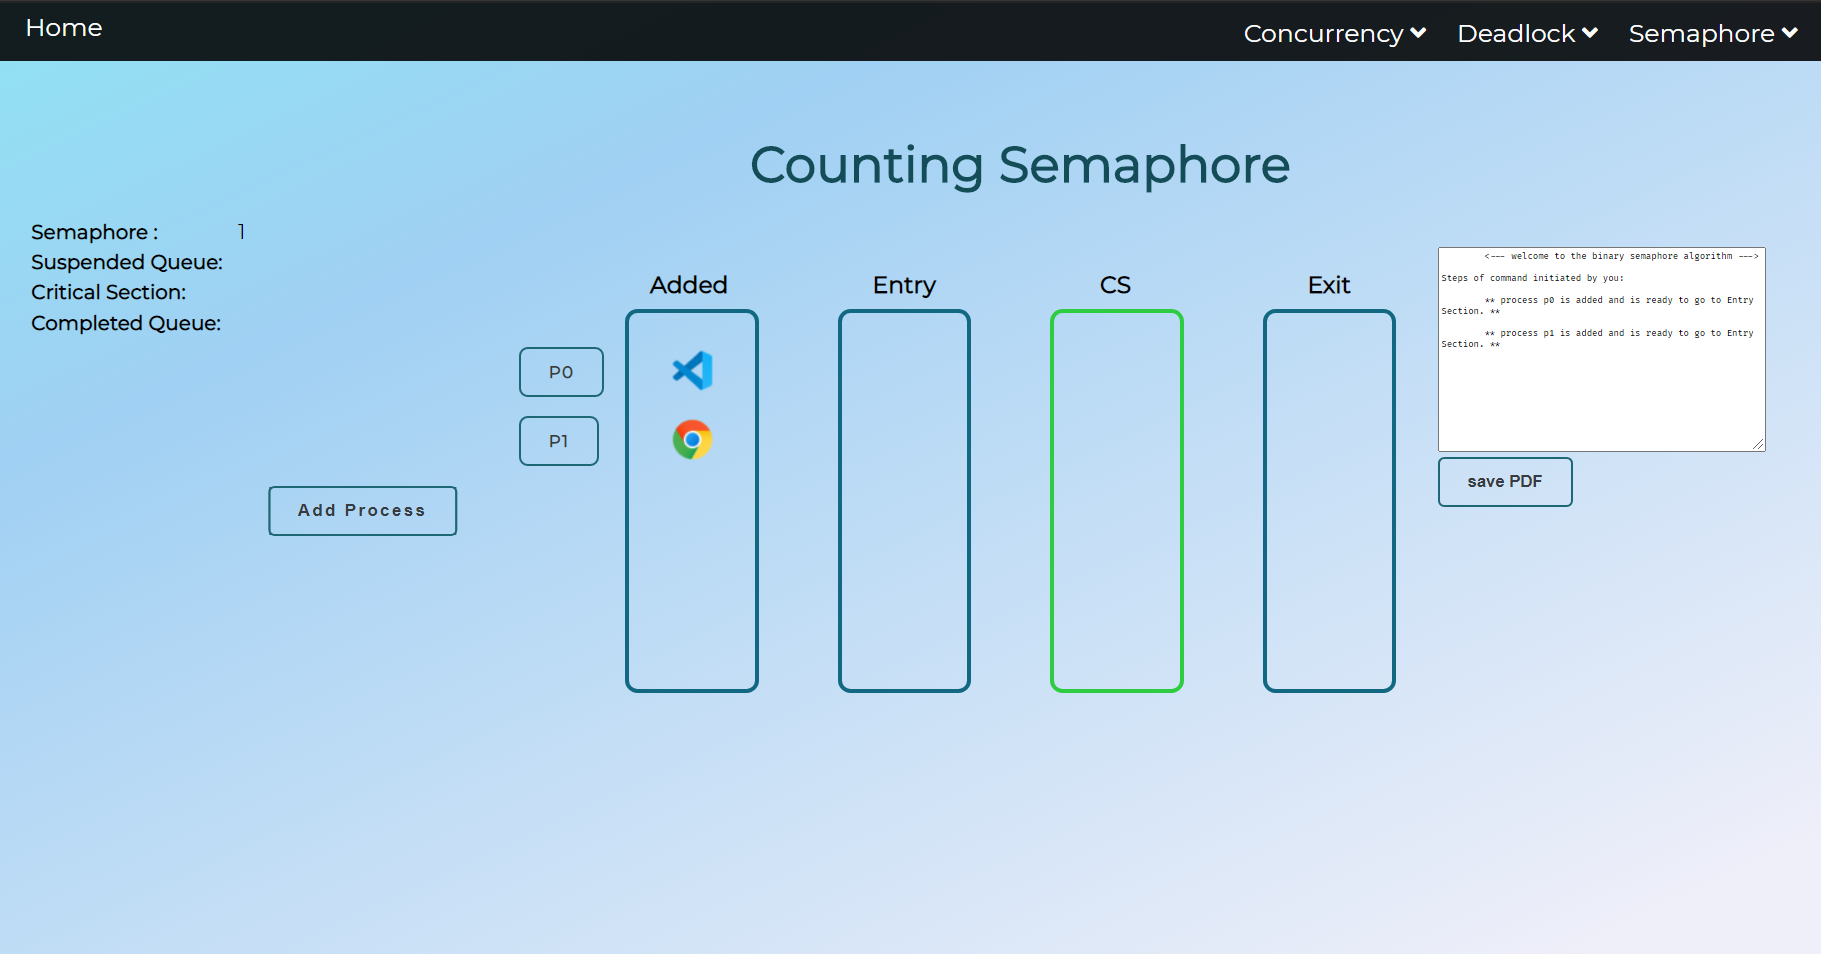 Home
Concurrency
Deadlock
Semaphore
Counting Semaphore
Semaphore : 1
Suspended Queue:
Critical Section:
Completed Queue:
Added
Entry
CS
Exit
P0
P1
Add Process
<--- welcome to the binary semaphore algorithm --->
Steps of command initiated by you:
** process p0 is added and is ready to go to Entry
Section. **
** process p1 is added and is ready to go to Entry
Section. **
save PDF